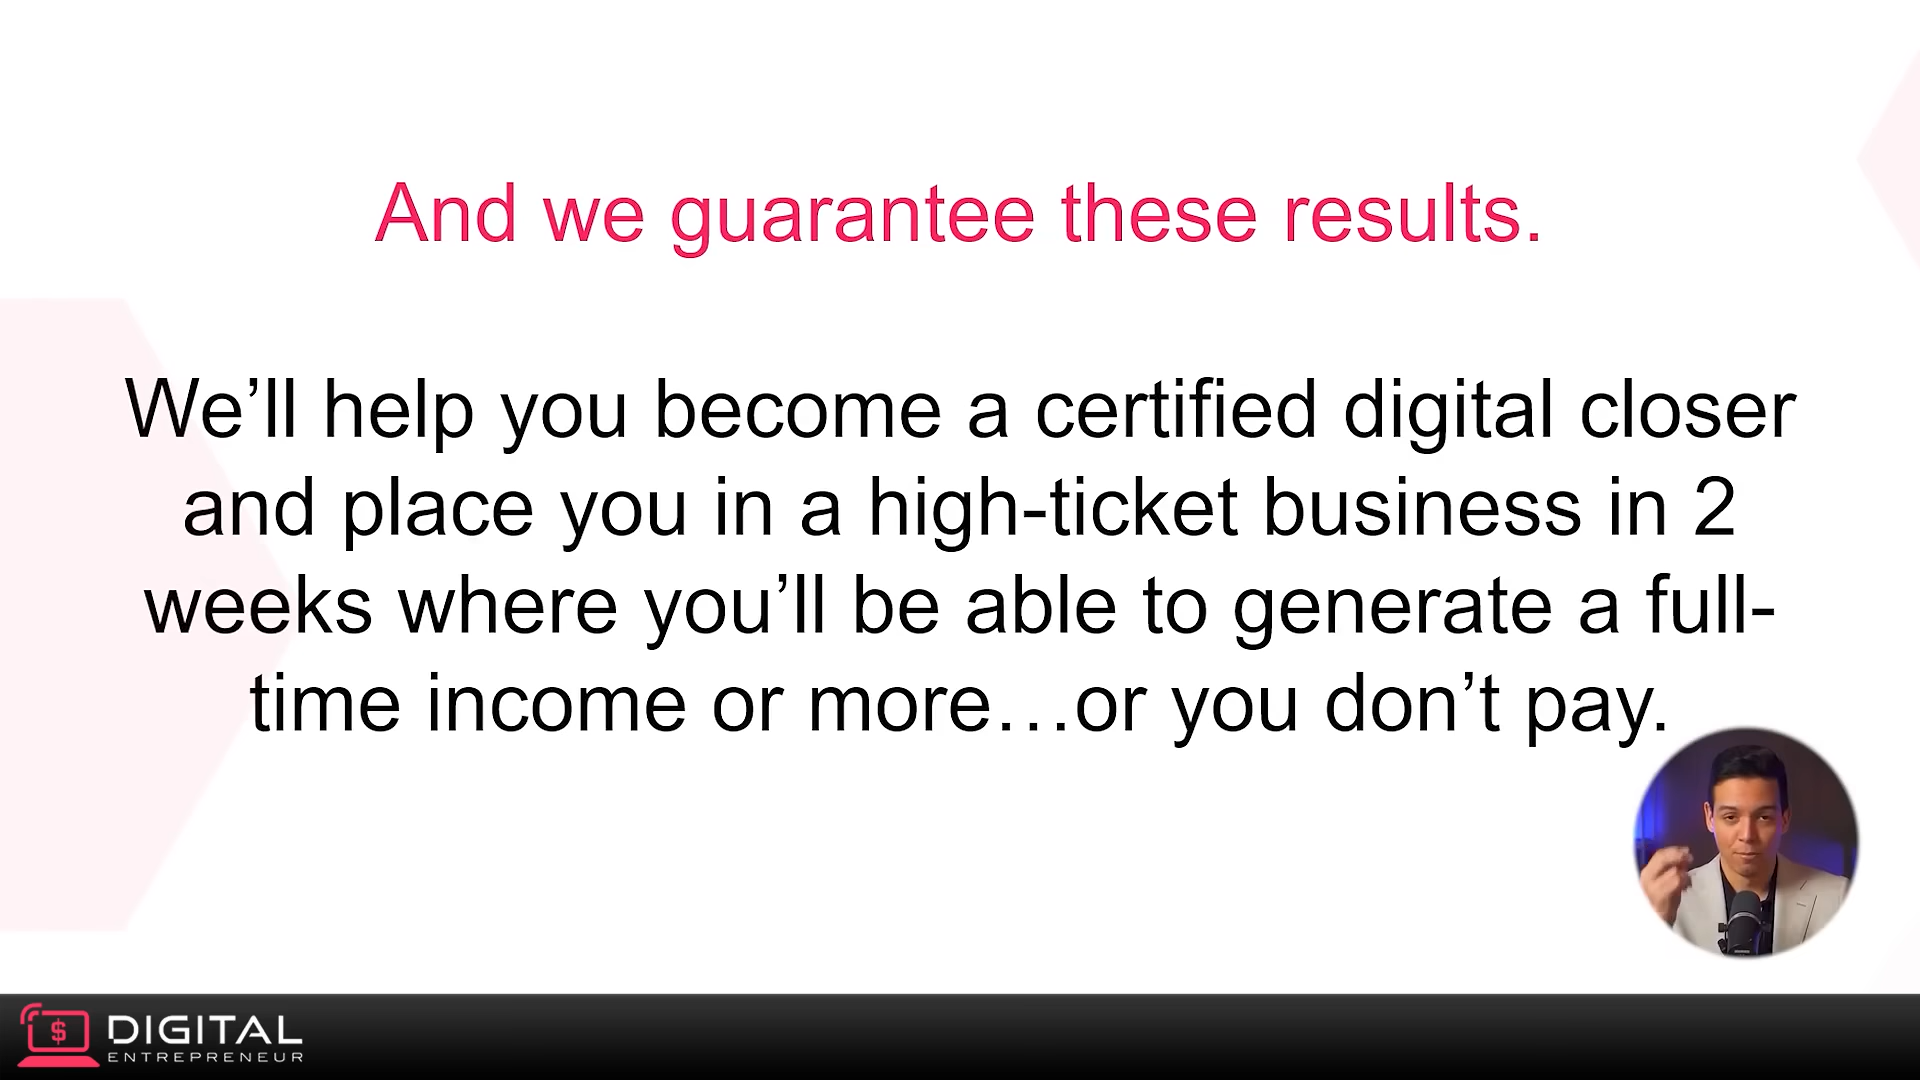 And we guarantee these results.
We’ll help you become a certified digital closer
and place you in a high-ticket business in 2
weeks where you’ll be able to generate a full-
time income or more…or you don’t pay.
$
DIGITAL
ENTREPRENEUR